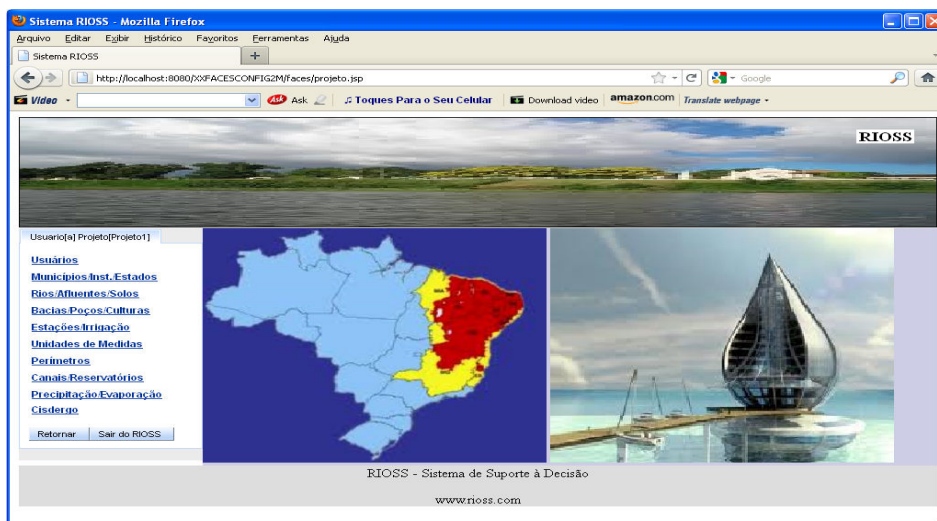 Sistema RIOSS - Mozilla Firefox
Arquivo Editar Exibir Histórico Favoritos Ferramentas Ajuda
Sistema RIOSS
http://localhost:8080/XXFACESCONFIG2M/faces/projeto.jsp
Google
Video
Ask
Toques Para o Seu Celular
Download video
amazon.com
Translate webpage
RIOSS
Usuario[a] Projeto[Projeto1]
Usuários
Municípios/Inst./Estados
Rios/Afluentes/Solos
Bacias/Poços/Culturas
Estações/Irrigação
Unidades de Medidas
Perímetros
Canais/Reservatórios
Precipitação/Evaporação
Cisdergo
Retornar Sair do RIOSS
RIOSS - Sistema de Suporte à Decisão
www.rioss.com